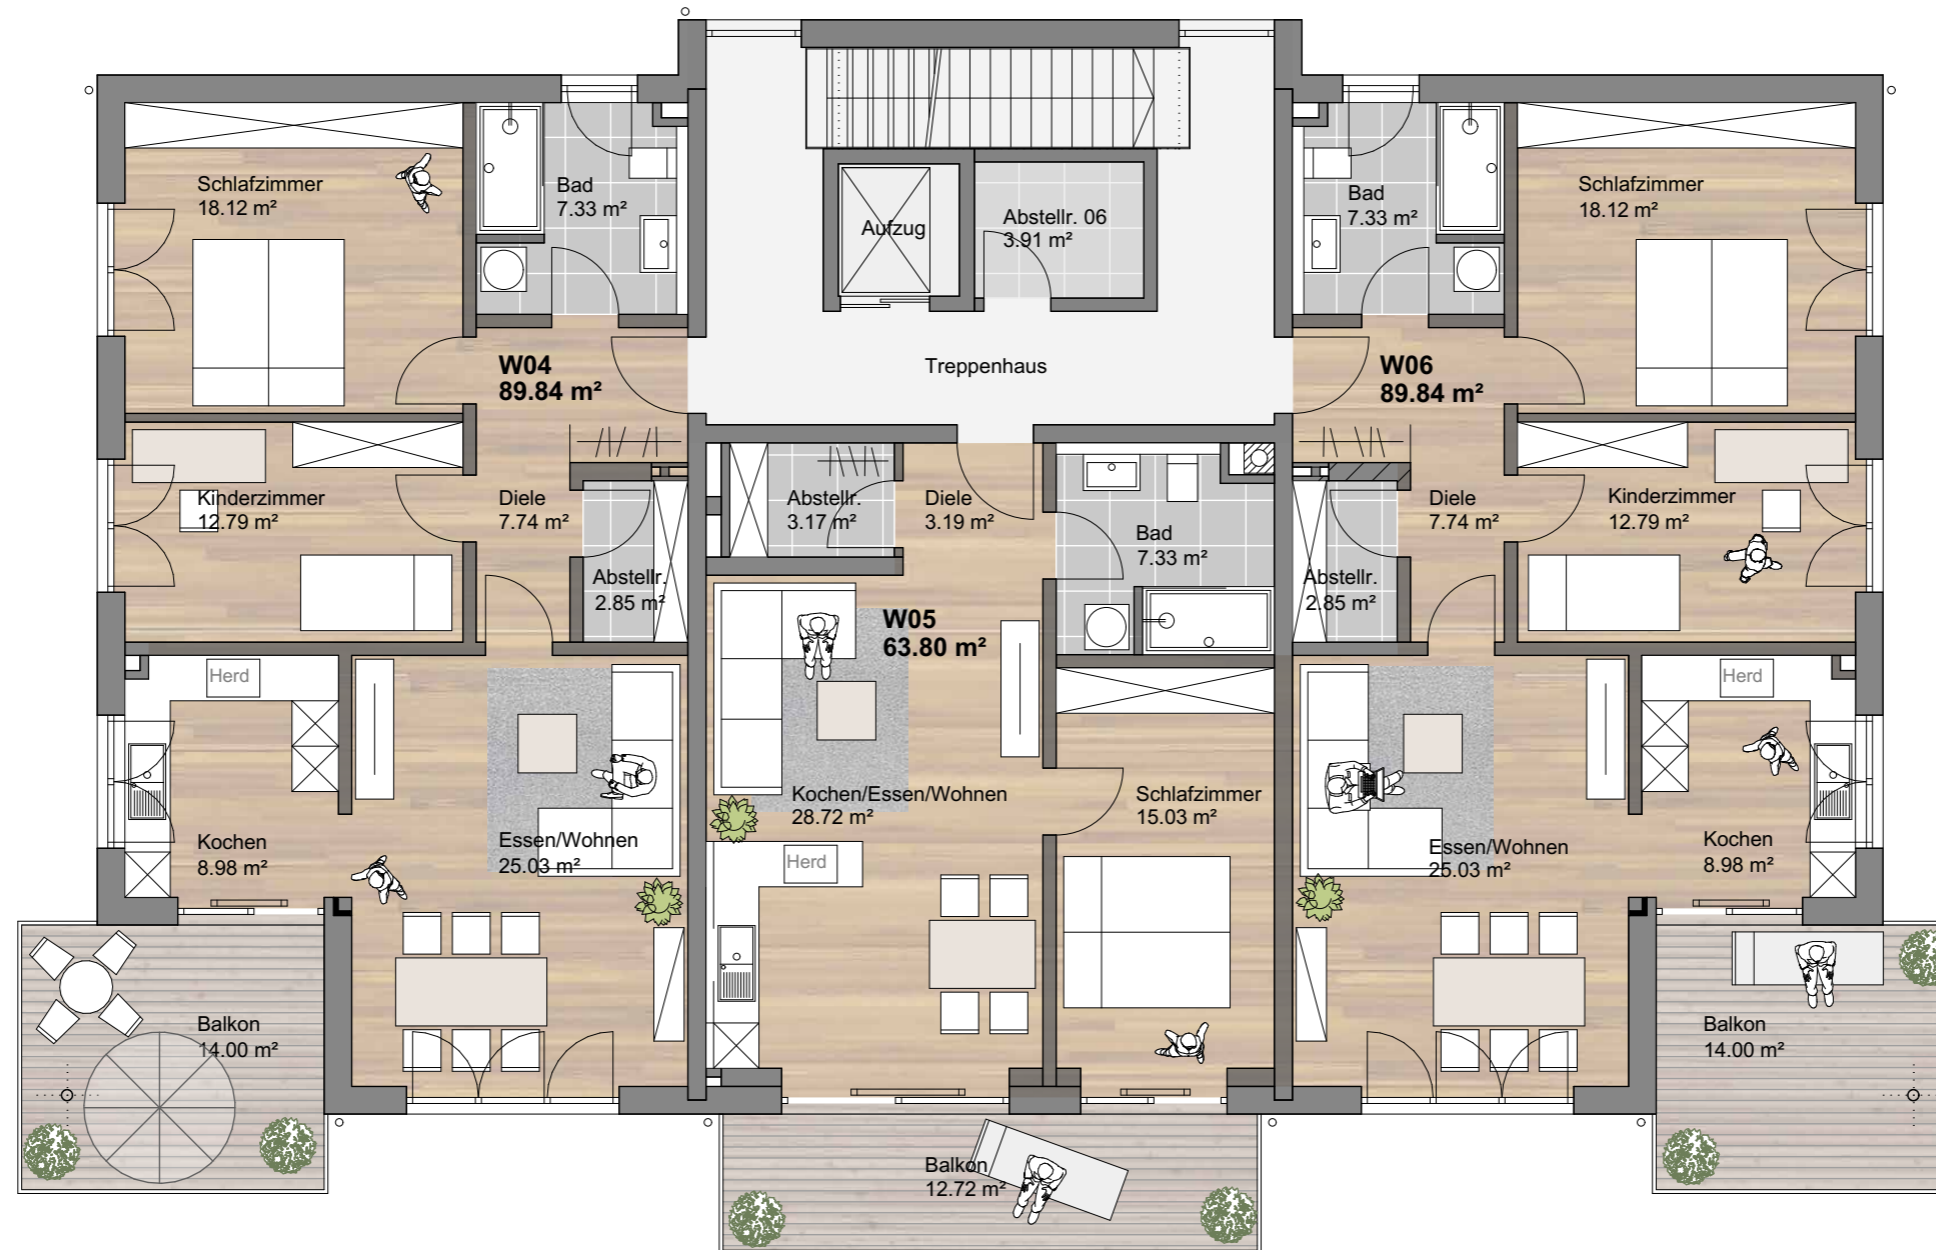 Schlafzimmer
18.12 m²
Bad
7.33 m²
Aufzug
Abstellr. 06
3.91 m²
Bad
7.33 m²
Schlafzimmer
18.12 m²
W04
89.84 m²
Treppenhaus
W06
89.84 m²
Kinderzimmer
12.79 m²
Diele
7.74 m²
Abstellr.
2.85 m²
Abstellr.
3.17 m²
Diele
3.19 m²
Bad
7.33 m²
Diele
7.74 m²
Abstellr.
2.85 m²
Kinderzimmer
12.79 m²
W05
63.80 m²
Herd
Herd
Kochen
8.98 m²
Essen/Wohnen
25.03 m²
Kochen/Essen/Wohnen
28.72 m²
Herd
Schlafzimmer
15.03 m²
Essen/Wohnen
25.03 m²
Kochen
8.98 m²
Balkon
14.00 m²
Balkon
12.72 m²
Balkon
14.00 m²